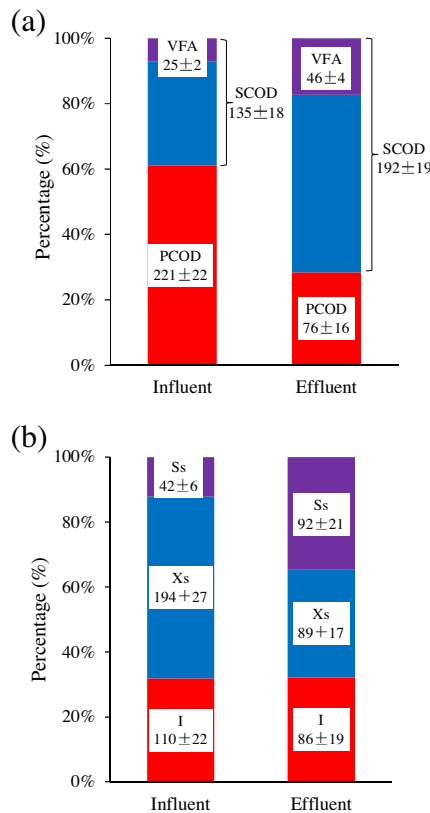 (a)
Percentage (%)
100%
80%
60%
40%
20%
0%
VFA
25±2
SCOD
135±18
PCOD
221±22
VFA
46±4
SCOD
192±19
PCOD
76±16
Influent
Effluent
(b)
Percentage (%)
100%
80%
60%
40%
20%
0%
Ss
42±6
Xs
194+27
I
110±22
Ss
92±21
Xs
89+17
I
86±19
Influent
Effluent